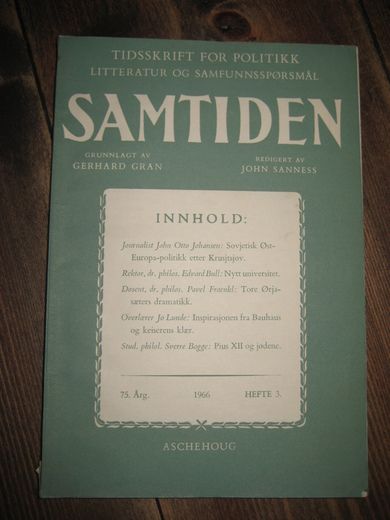 TIDSSKRIFT FOR POLITIKK
LITTERATUR OG SAMFUNNSSPØRSMÅL
SAMTIDEN
GRUNNLAGT AV
GERHARD GRAN
REDIGERT AV
JOHN SANNESS
INNHOLD:
Journalist John Otto Johansen: Sovjetisk Øst-
Europa-politikk etter Krusjtsjov.
Rektor, dr. philos. Edvard Bull: Nytt universitet.
Dosent, dr. philos. Pavel Fraenkl: Tore Ørja-
sæters dramatikk.
Overlærer Jo Lunde: Inspirasjonen fra Bauhaus
og keiserens klær.
Stud. philol. Sverre Bogge: Pius XII og jødene.
75. Årg. 1966 HEFTE 3.
ASCHEHOUG